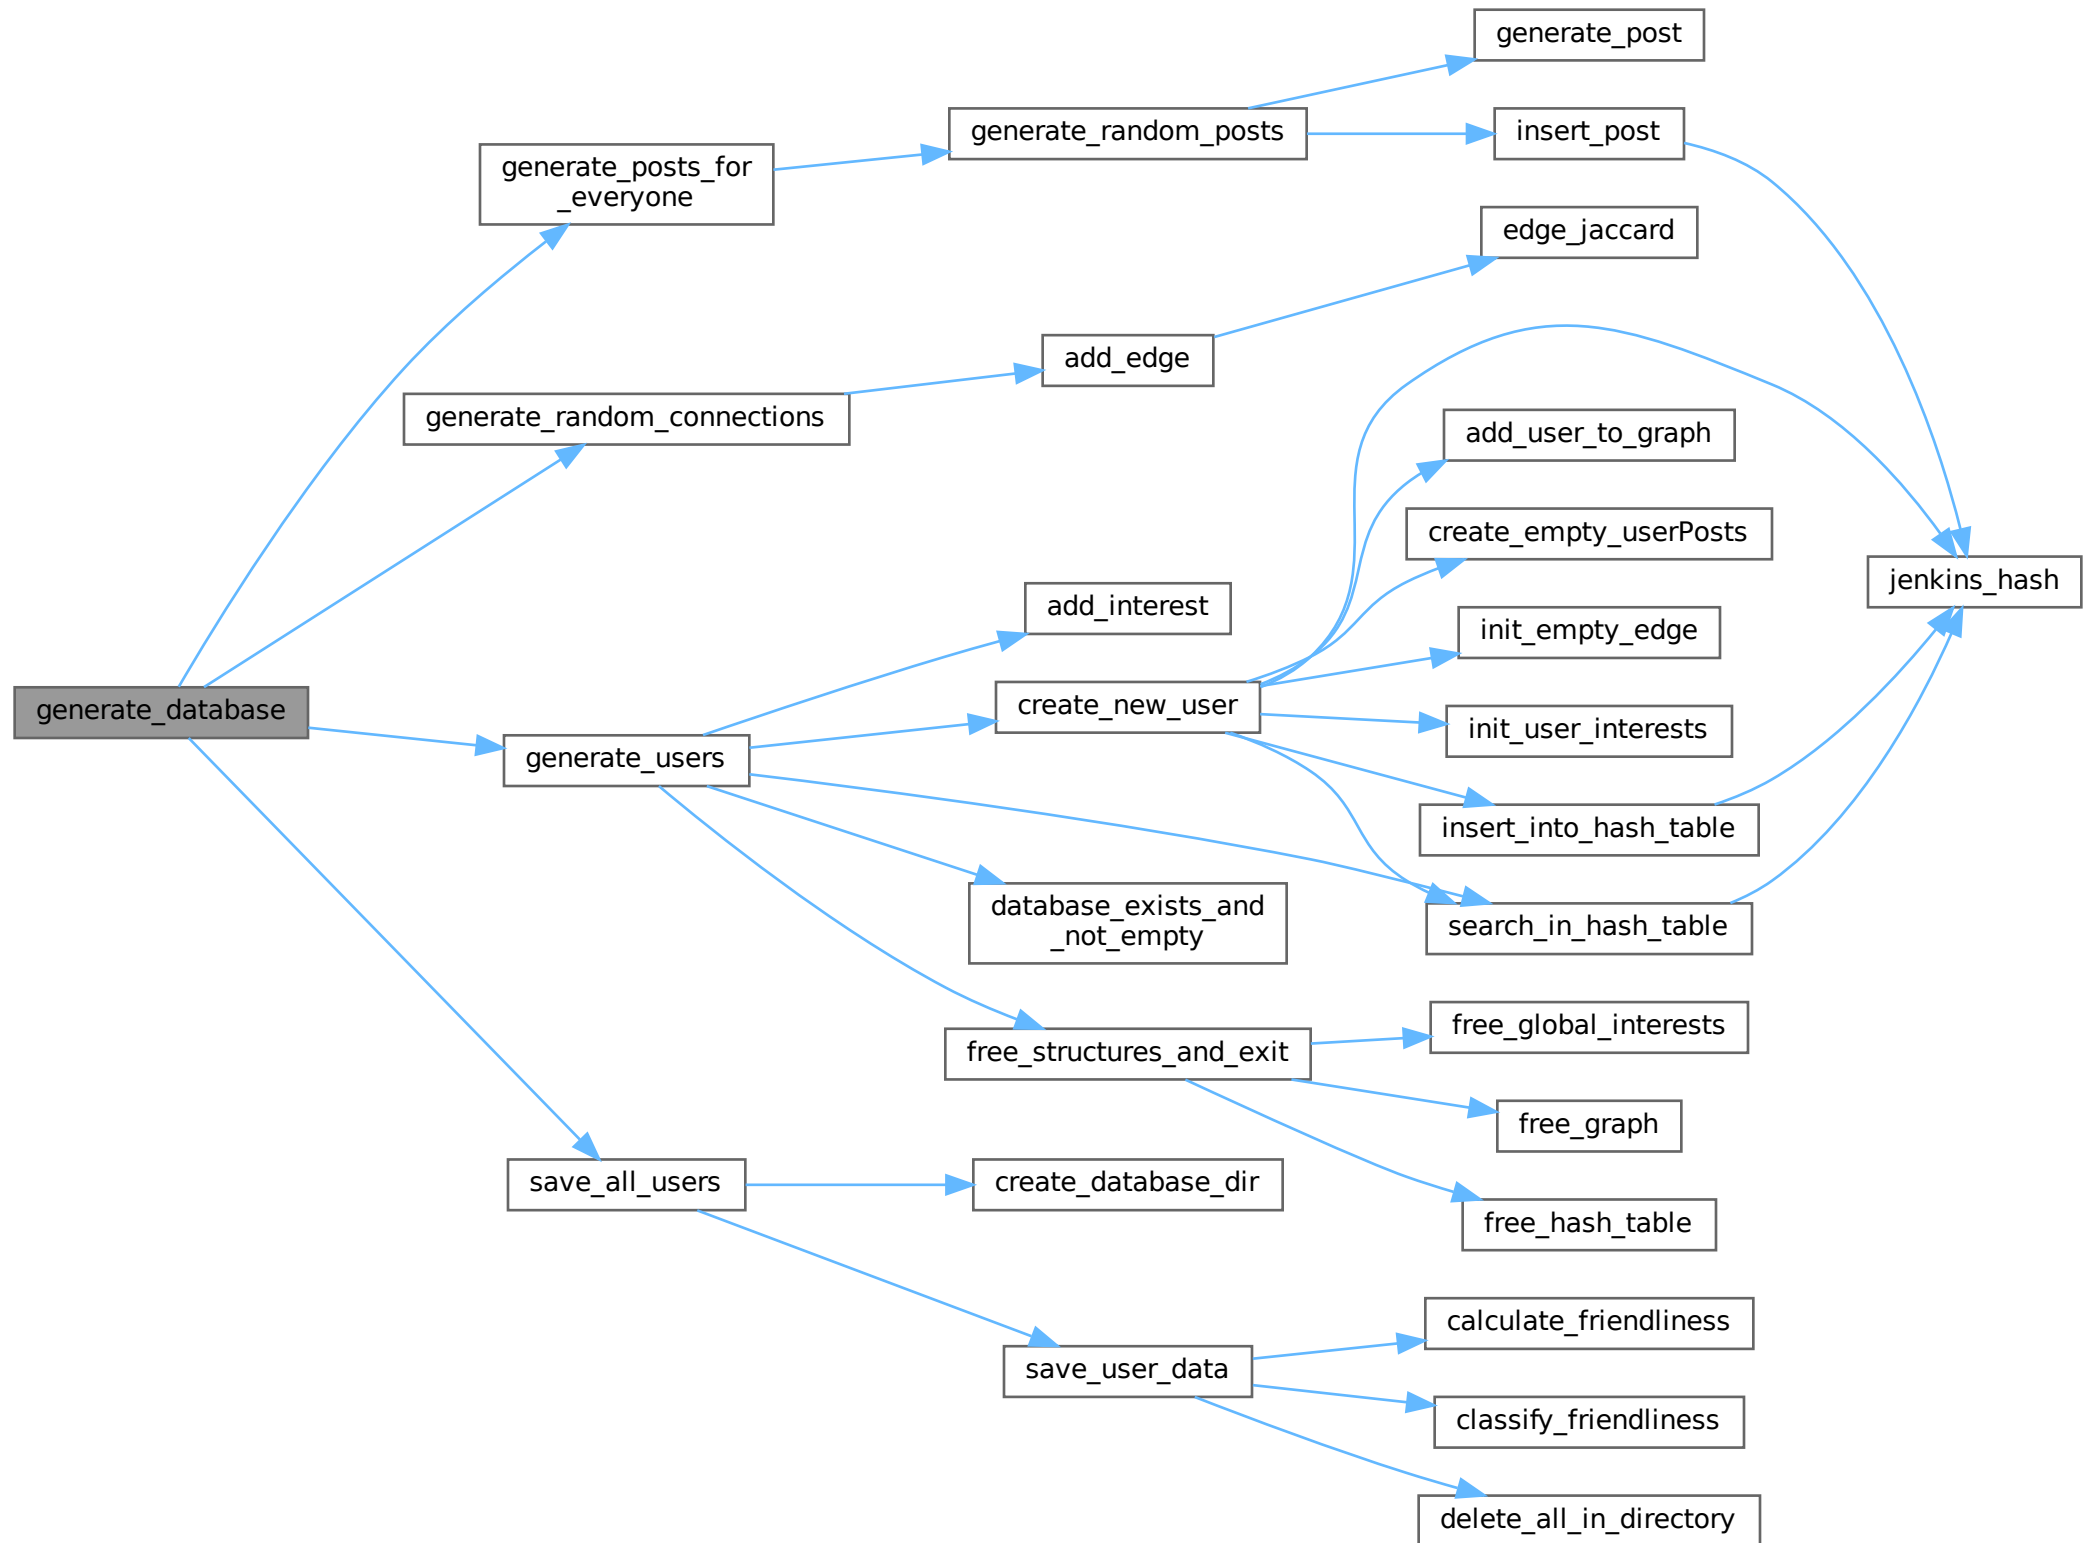 generate_post
generate_random_posts
insert_post
generate_posts_for
_everyone
edge_jaccard
add_edge
generate_random_connections
add_user_to_graph
create_empty_userPosts
jenkins_hash
add_interest
init_empty_edge
create_new_user
generate_database
init_user_interests
generate_users
insert_into_hash_table
database_exists_and
_not_empty
search_in_hash_table
free_global_interests
free_structures_and_exit
free_graph
save_all_users
create_database_dir
free_hash_table
calculate_friendliness
save_user_data
classify_friendliness
delete_all_in_directory